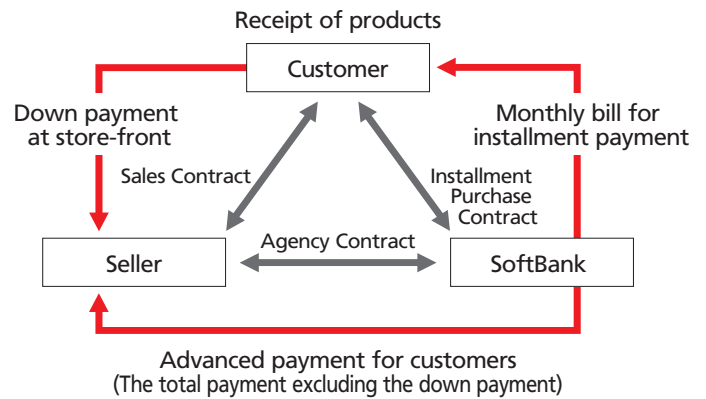 Receipt of products
Customer
Down payment
at store-front
Monthly bill for
installment payment
Sales Contract
Installment
Purchase
Contract
Agency Contract
Seller
SoftBank
Advanced payment for customers
(The total payment excluding the down payment)